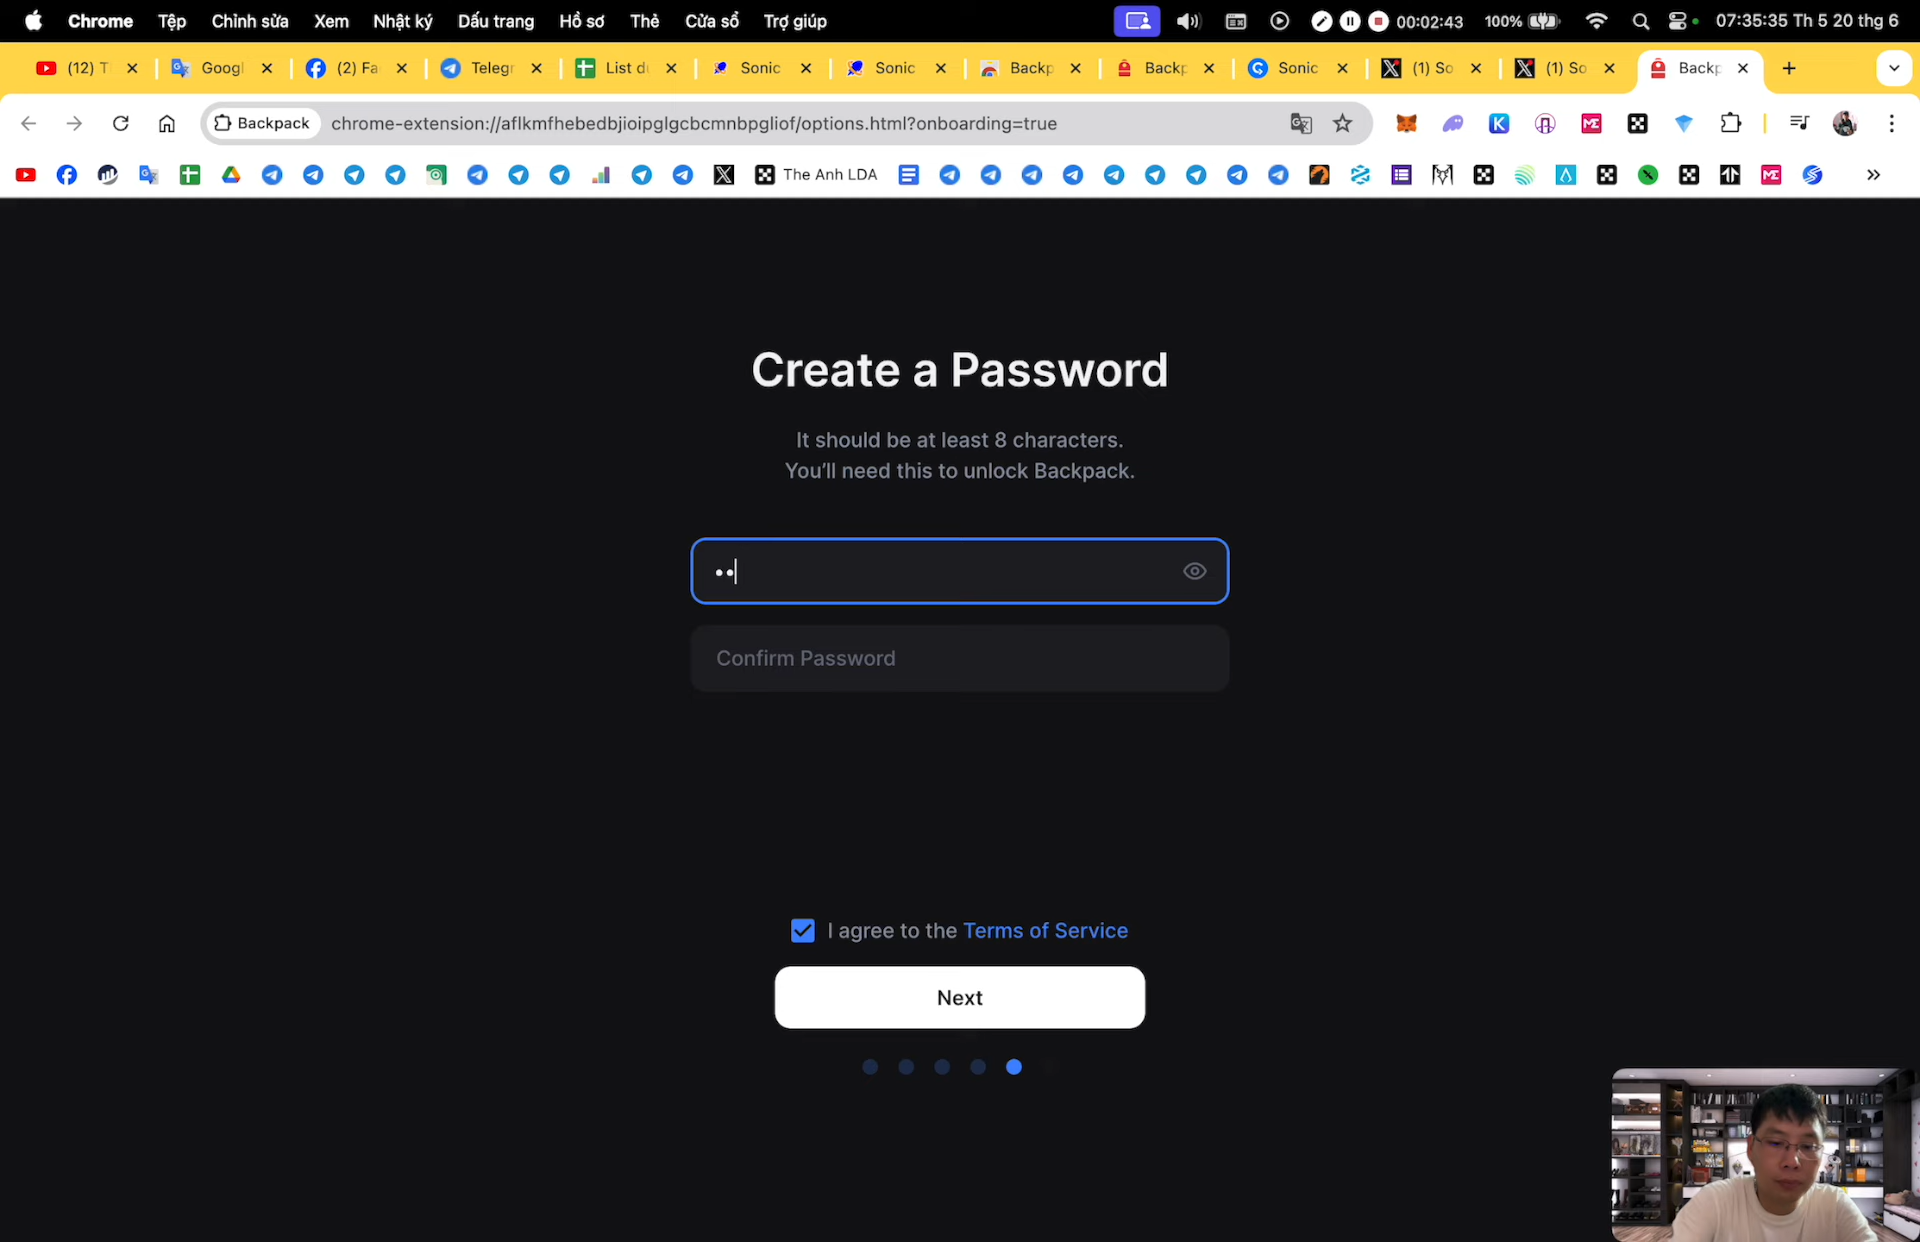 Chrome Tệp Chỉnh sửa Xem Nhật ký Dấu trang Hồ sơ Thẻ Cửa sổ Trợ giúp 00:02:43 100% 07:35:35 Th 5 20 thg 6
(12) T Googl (2) Fa Telegr List dụ Sonic Sonic Backp Backp Sonic (1) So (1) So Backp
Backpack chrome-extension://aflkmfhebedbjioipglgcbcmnbpgliof/options.html?onboarding=true
The Anh LDA
Create a Password
It should be at least 8 characters.
You'll need this to unlock Backpack.
Confirm Password
I agree to the Terms of Service
Next